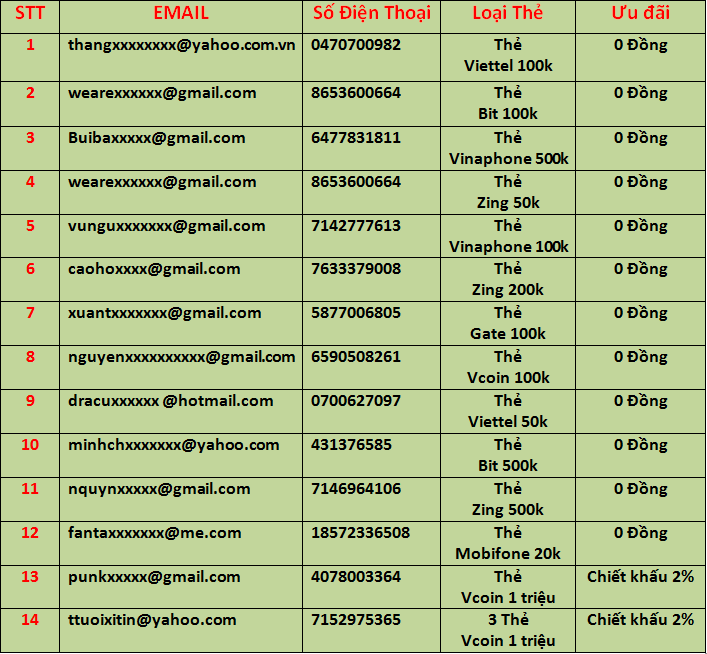 STT EMAIL Số Điện Thoại Loại Thẻ Ưu đãi
1 thangxxxxxxxx@yahoo.com.vn 0470700982 Thẻ 0 Đồng
Viettel 100k
2 wearexxxxxx@gmail.com 8653600664 Thẻ 0 Đồng
Bit 100k
3 Buibaxxxxx@gmail.com 6477831811 Thẻ 0 Đồng
Vinaphone 500k
4 wearexxxxxx@gmail.com 8653600664 Thẻ 0 Đồng
Zing 50k
5 vunguxxxxxxx@gmail.com 7142777613 Thẻ 0 Đồng
Vinaphone 100k
6 caohoxxxx@gmail.com 7633379008 Thẻ 0 Đồng
Zing 200k
7 xuantxxxxxxx@gmail.com 5877006805 Thẻ 0 Đồng
Gate 100k
8 nguyenxxxxxxxxxx@gmail.com 6590508261 Thẻ 0 Đồng
Vcoin 100k
9 dracuxxxxxx @hotmail.com 0700627097 Thẻ 0 Đồng
Viettel 50k
10 minhchxxxxxxx@yahoo.com 431376585 Thẻ 0 Đồng
Bit 500k
11 nquynxxxxx@gmail.com 7146964106 Thẻ 0 Đồng
Zing 500k
12 fantaxxxxxxx@me.com 18572336508 Thẻ 0 Đồng
Mobifone 20k
13 punkxxxxx@gmail.com 4078003364 Thẻ Chiết khấu 2%
Vcoin 1 triệu
14 ttuoixitin@yahoo.com 7152975365 3 Thẻ Chiết khấu 2%
Vcoin 1 triệu